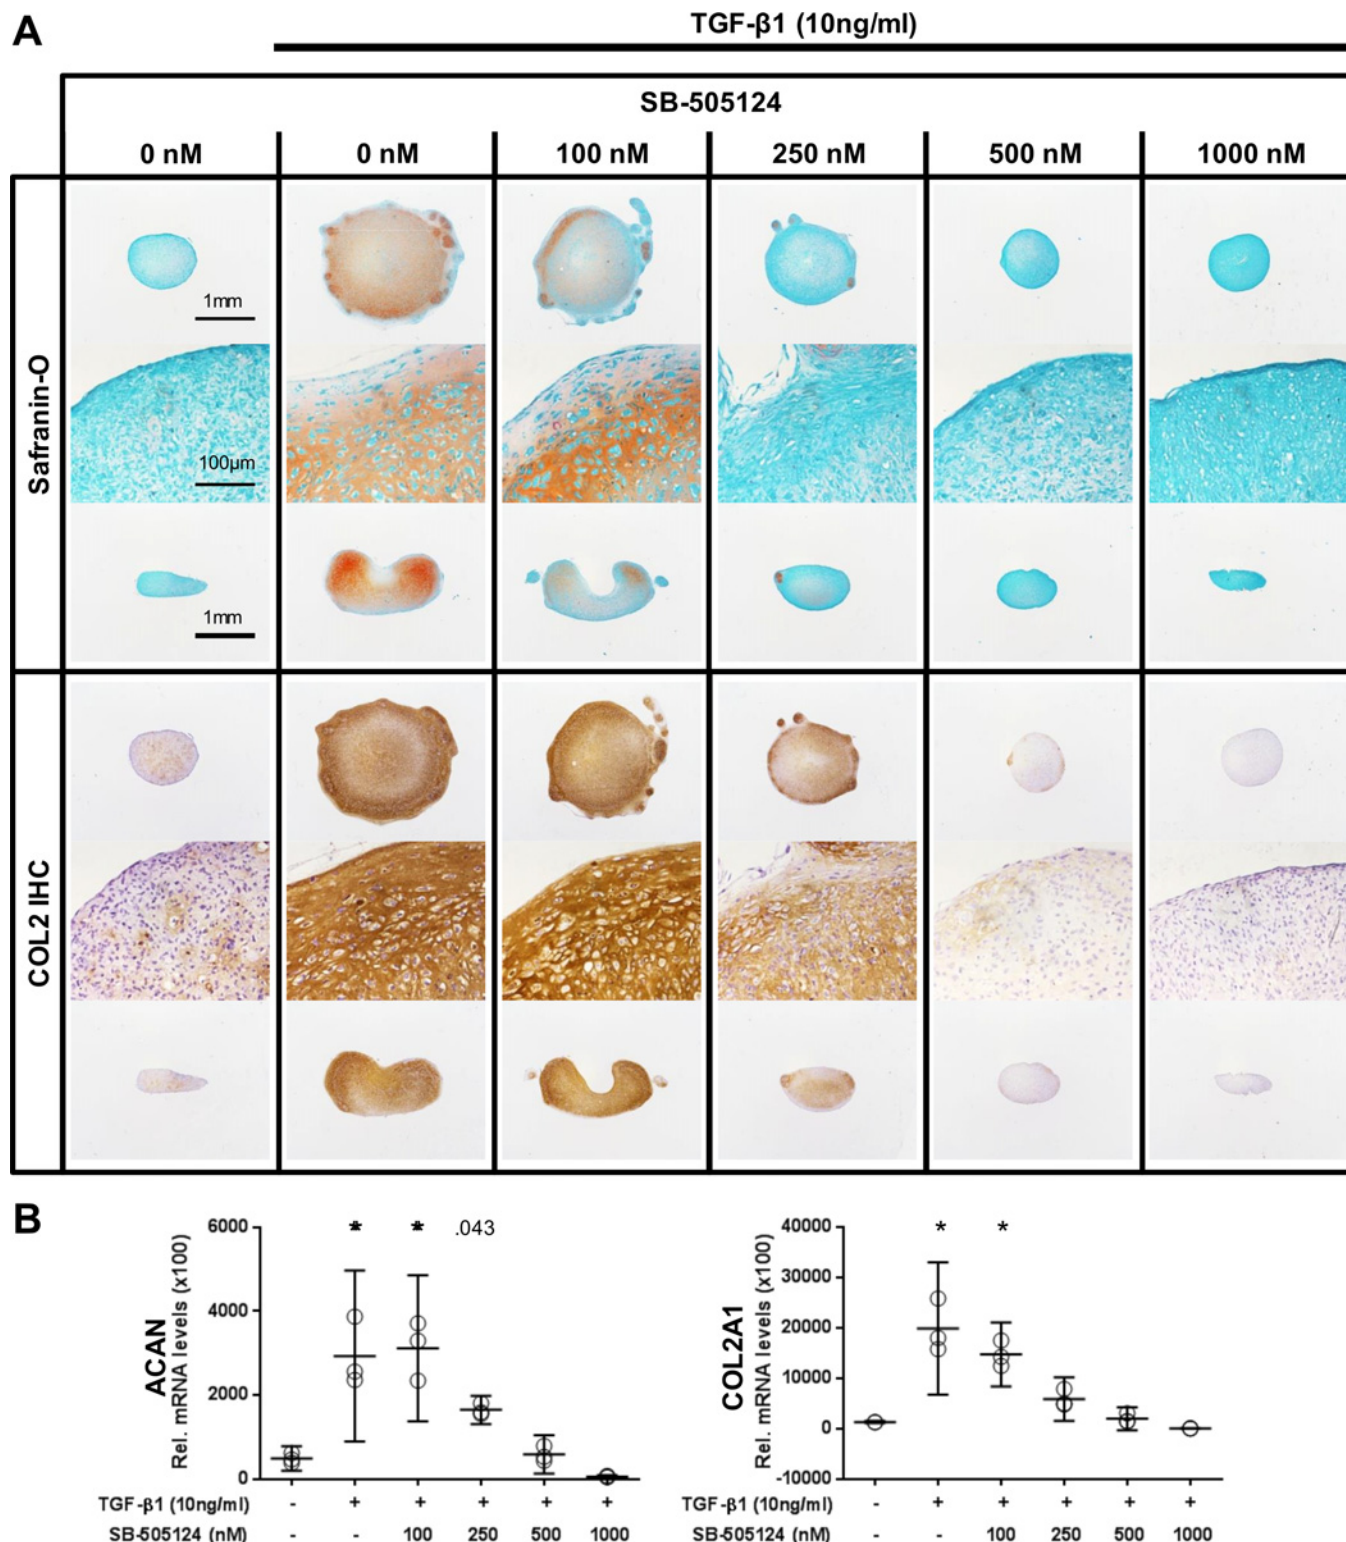 A
TGF-β1 (10ng/ml)
SB-505124
0 nM 0 nM 100 nM 250 nM 500 nM 1000 nM
Safranin-O
1mm
100µm
1mm
COL2 IHC
B
ACAN
Rel. mRNA levels (x100)
6000
4000
2000
0
* * .043
TGF-β1 (10ng/ml) - + + + + +
SB-505124 (nM) - - 100 250 500 1000
COL2A1
Rel. mRNA levels (x100)
40000
30000
20000
10000
0
-10000
* *
TGF-β1 (10ng/ml) - + + + + +
SB-505124 (nM) - - 100 250 500 1000